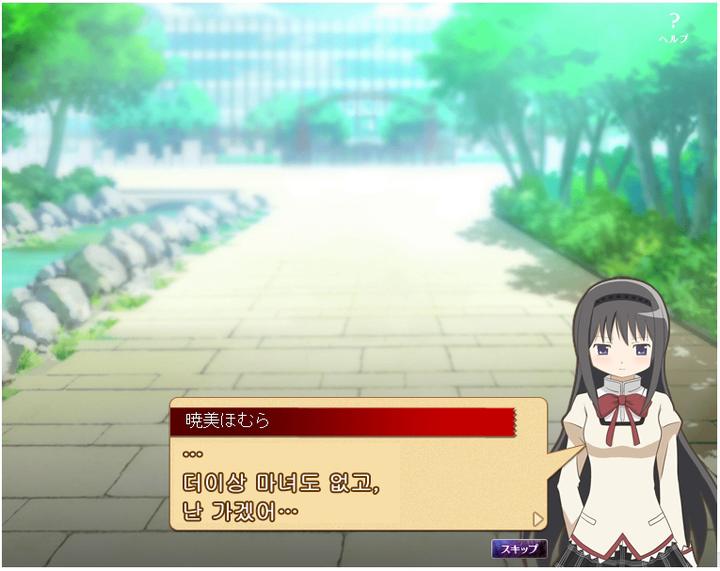 ?
ヘルプ
暁美ほむら
…
더이상 마녀도 없고,
난 가겠어…
スキップ